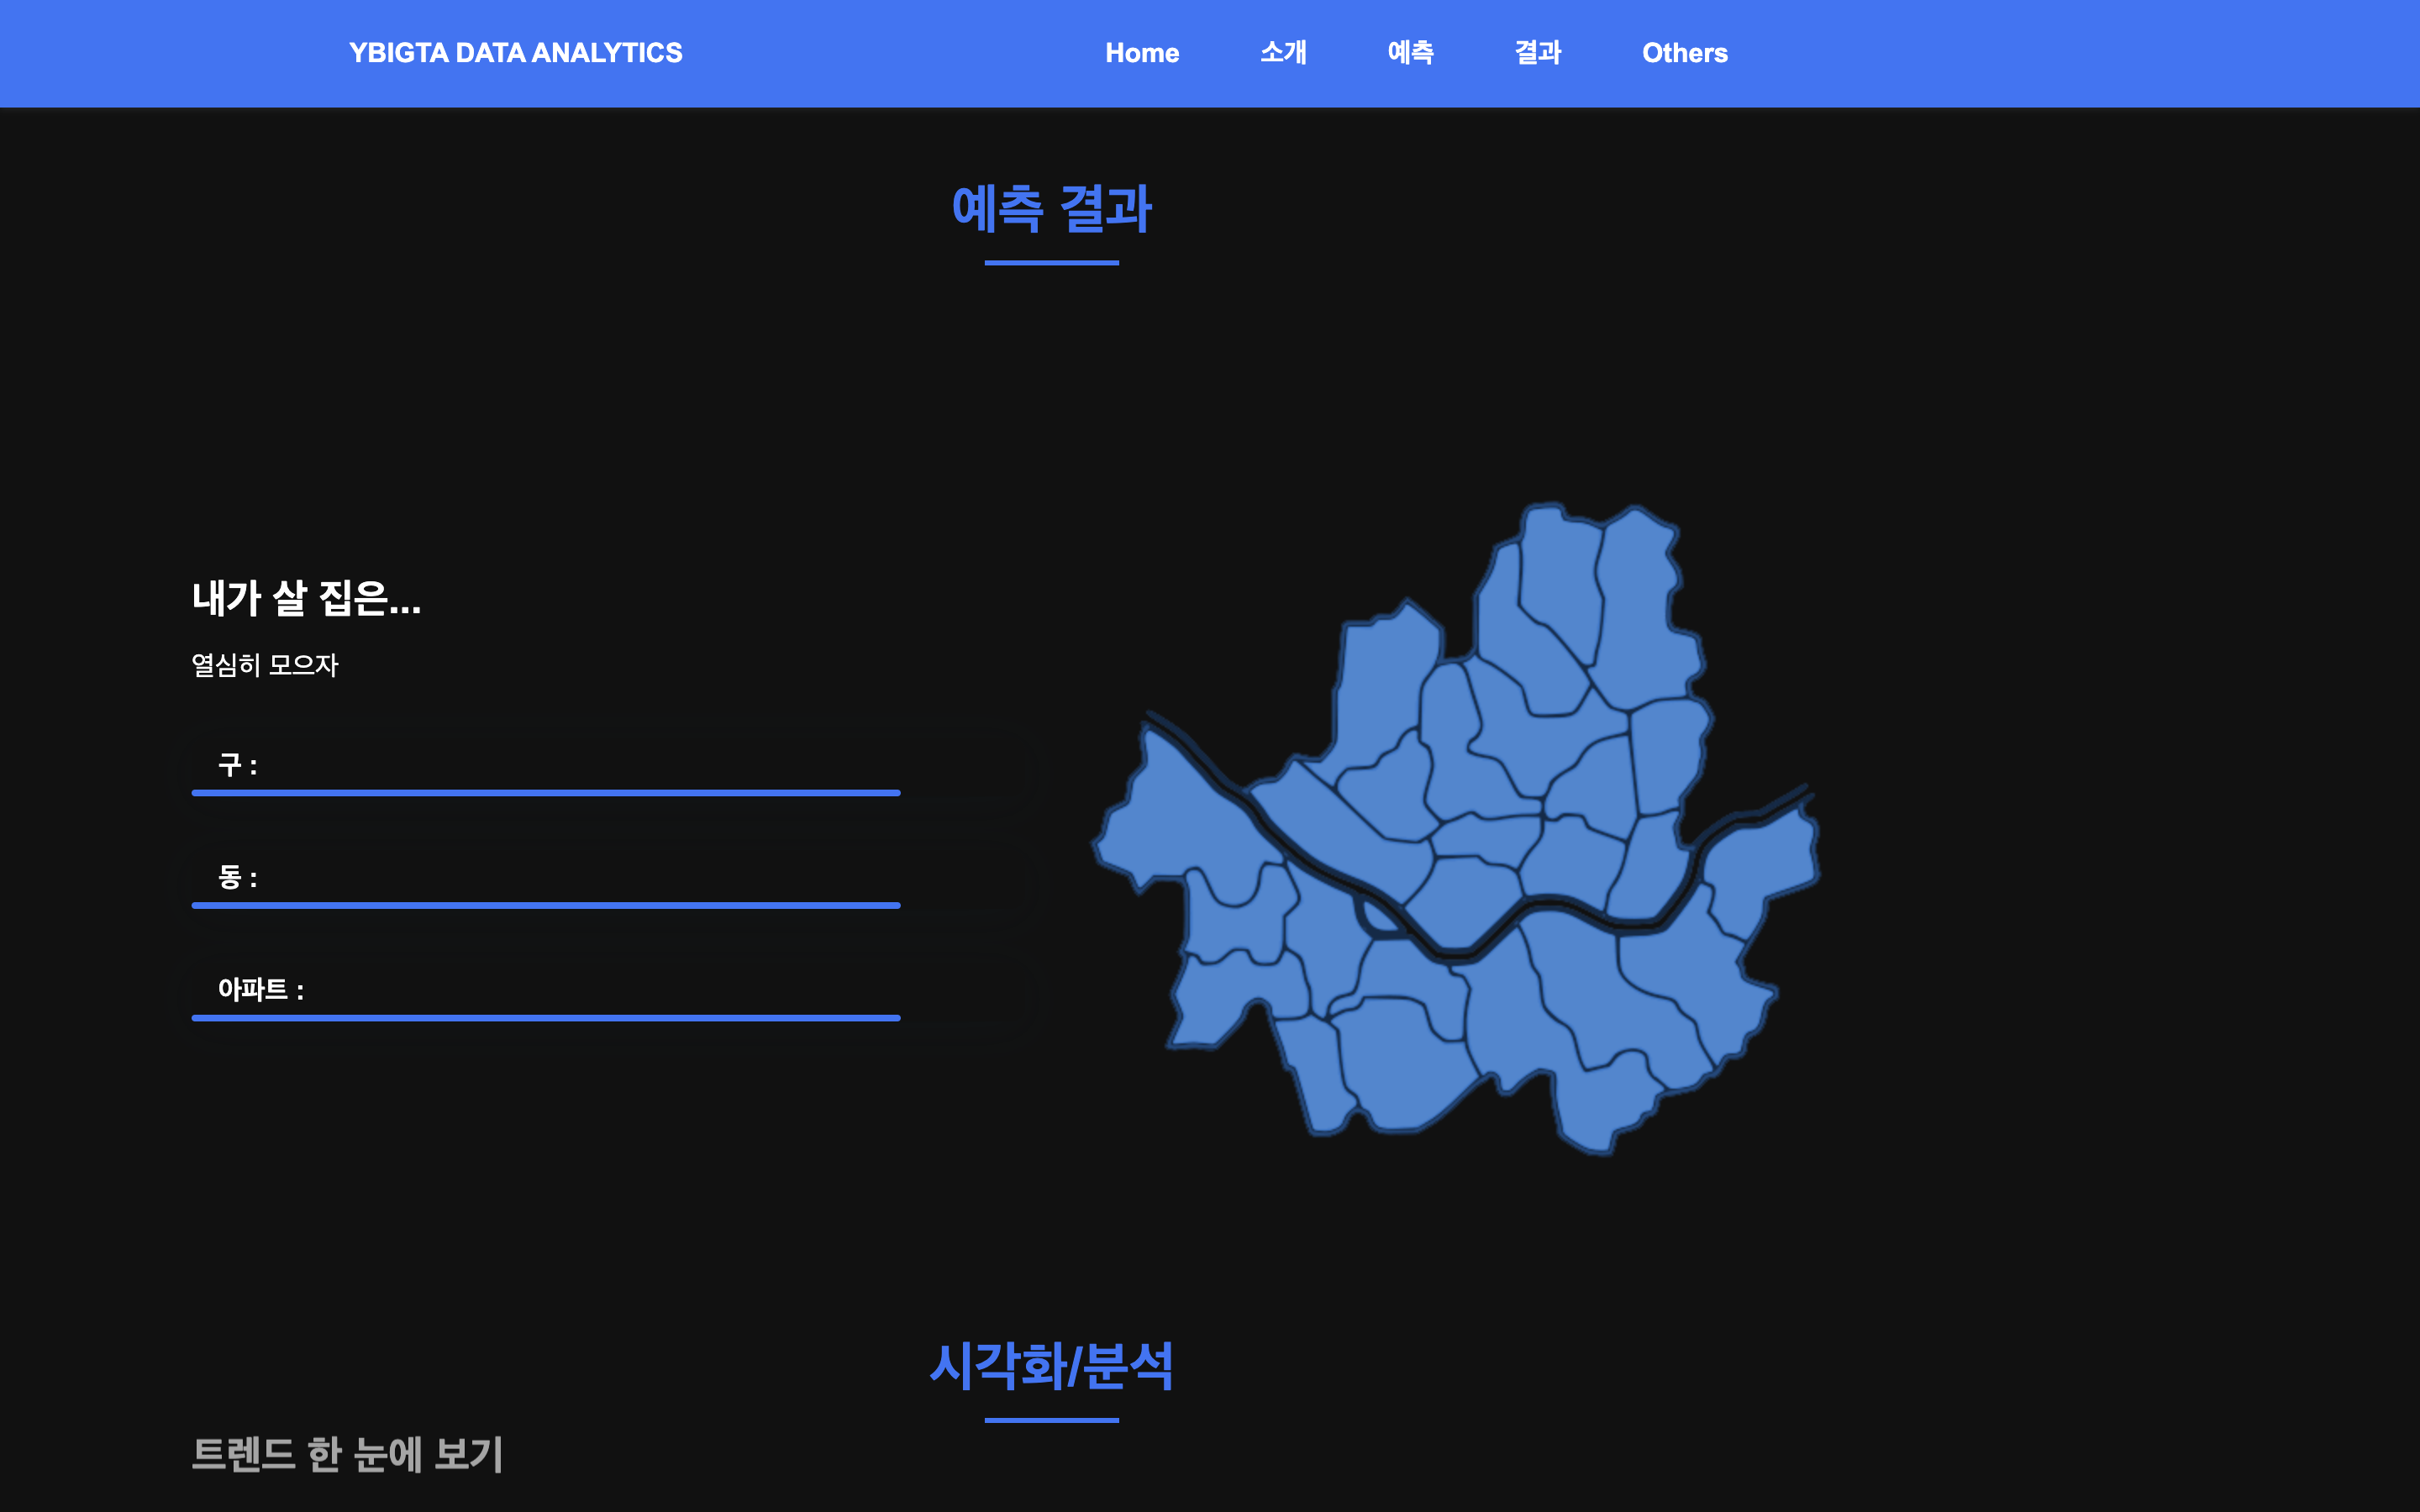 YBIGTA DATA ANALYTICS
Home 소개 예측 결과 Others
예측 결과
내가 살 집은...
열심히 모으자
구 :
동 :
아파트 :
시각화/분석
트렌드 한 눈에 보기